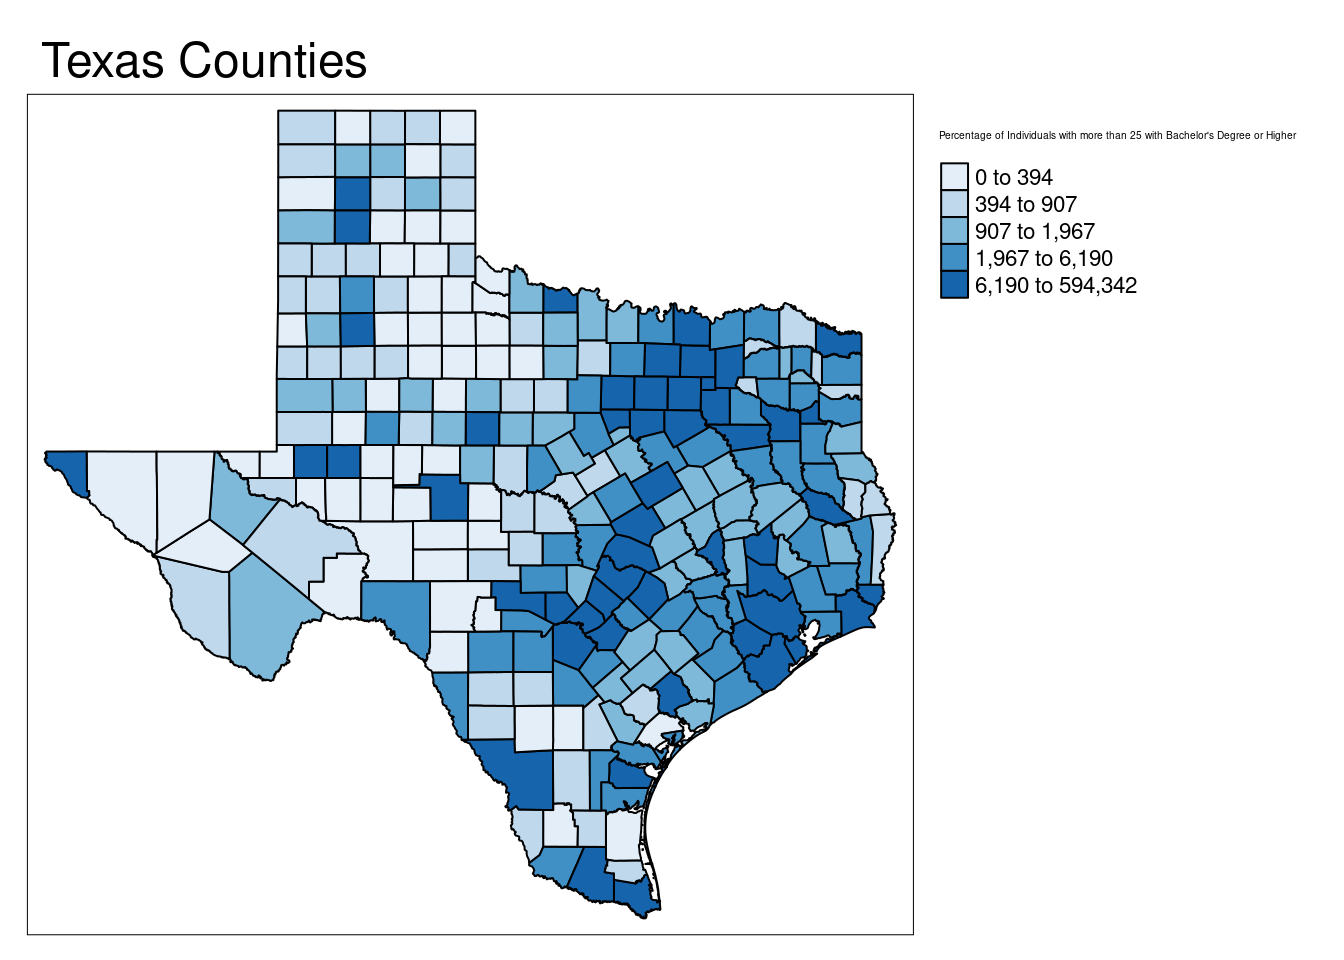 Texas Counties
Percentage of Individuals with more than 25 with Bachelor's Degree or Higher
0 to 394
394 to 907
907 to 1,967
1,967 to 6,190
6,190 to 594,342